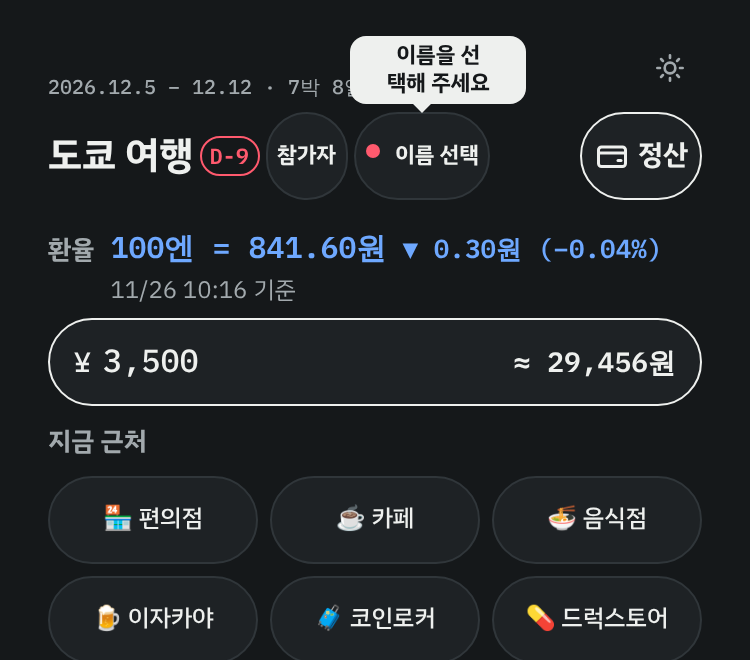 이름을 선
택해 주세요
2026.12.5 – 12.12 · 7박 8일
도쿄 여행 D-9 참가자 이름 선택 정산
환율 100엔 = 841.60원 ▼ 0.30원 (−0.04%)
11/26 10:16 기준
¥ 3,500 ≈ 29,456원
지금 근처
🏪 편의점 ☕ 카페 🍜 음식점
🍺 이자카야 🧳 코인로커 💊 드럭스토어